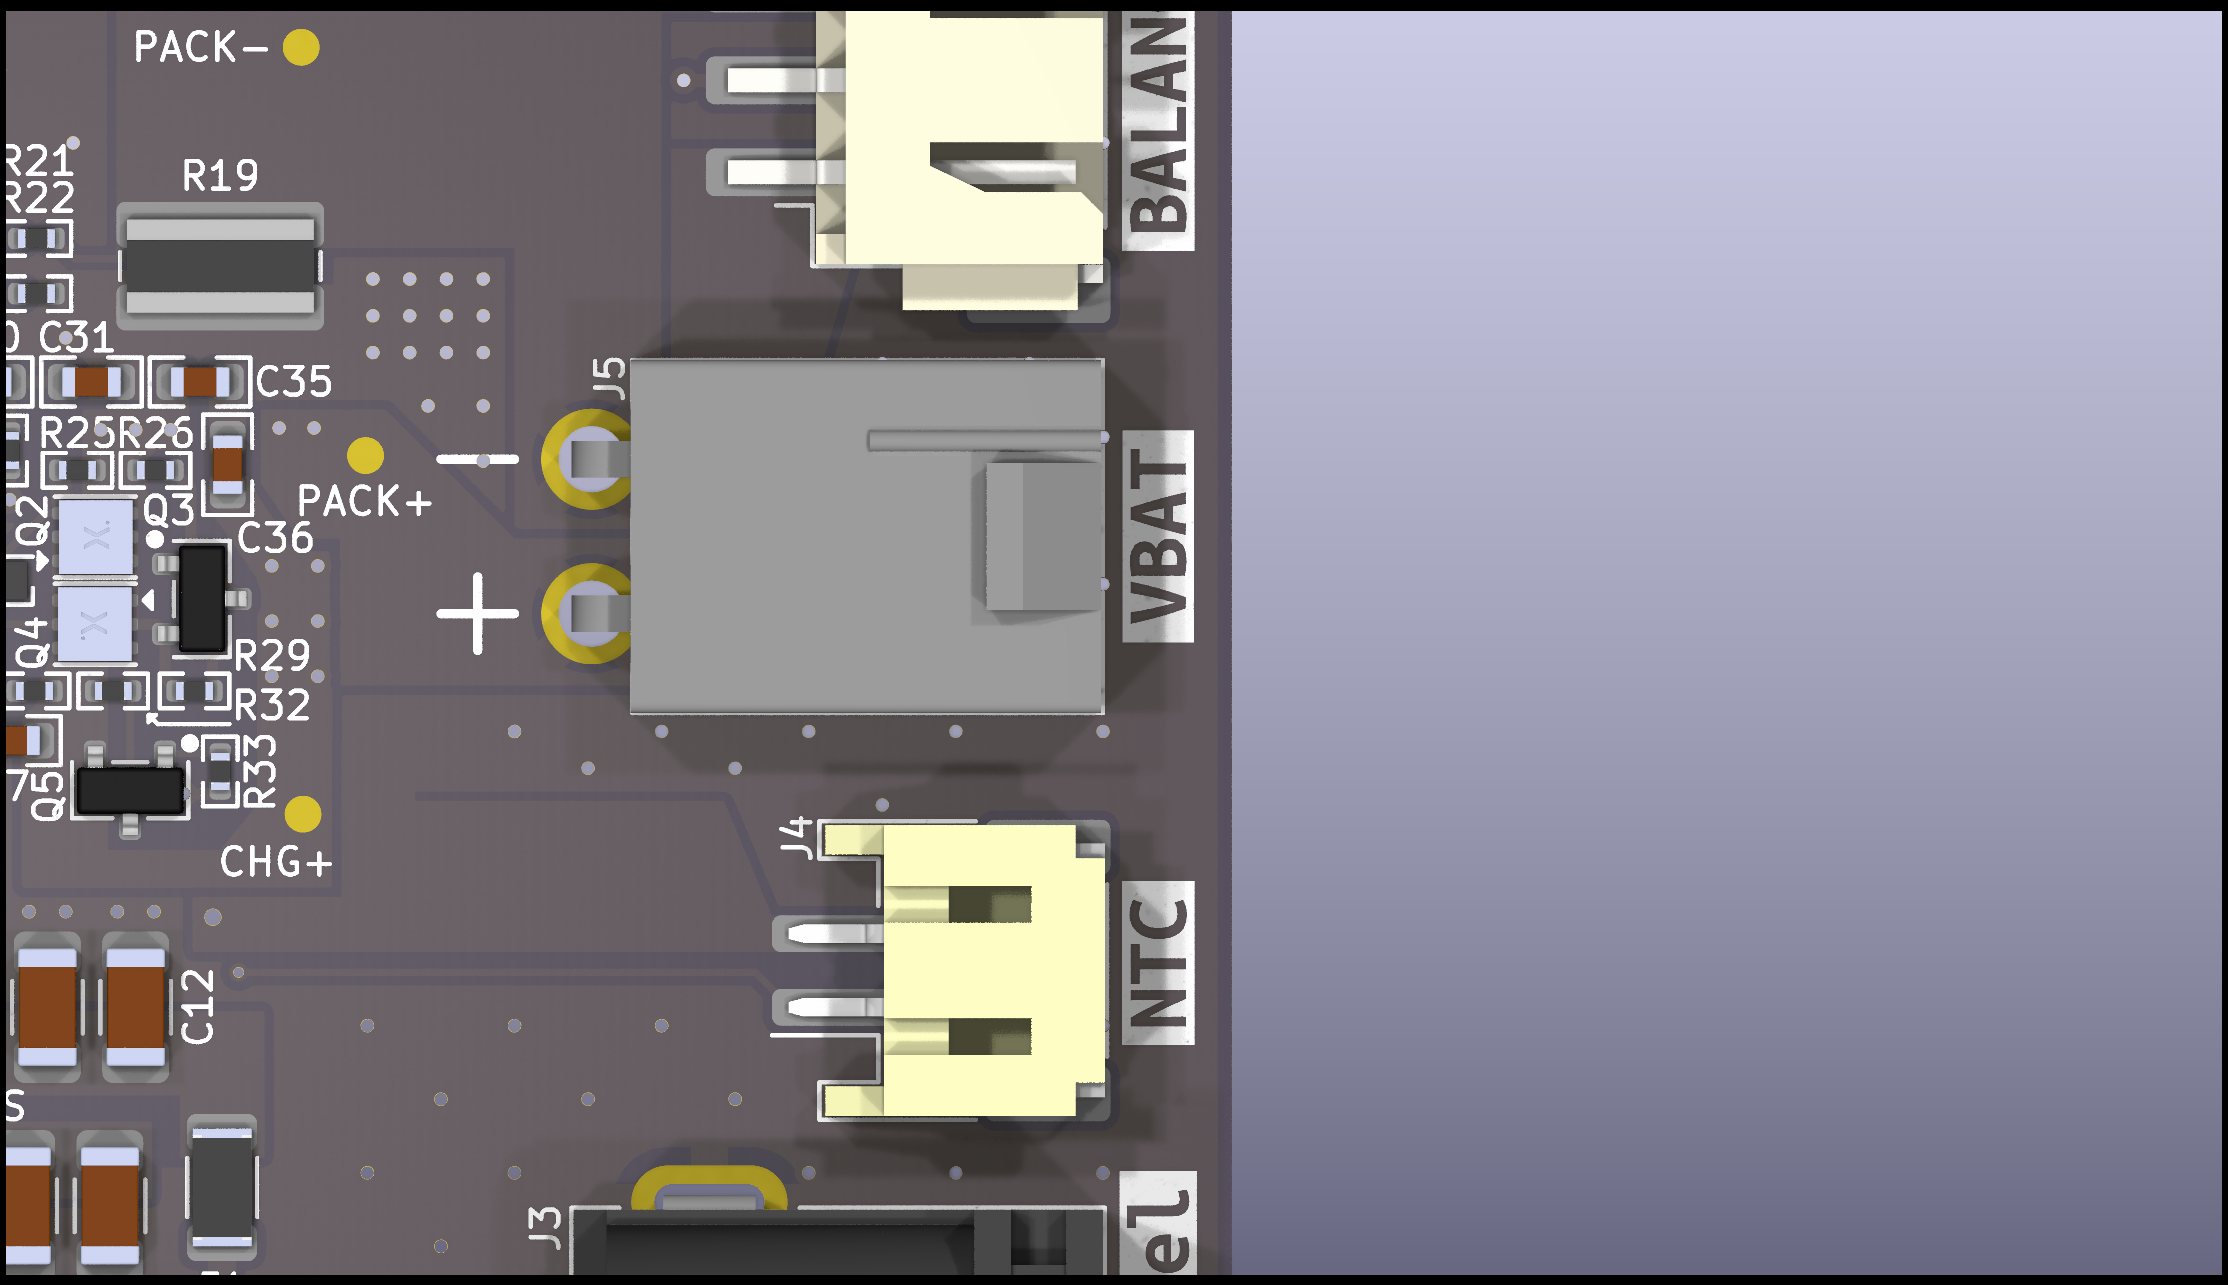 PACK-
BALAN
R21
R22
R19
C31
C35
J5
R25
R26
PACK+
Q2
Q3
C36
VBAT
Q4
R29
R32
Q5
R33
J4
CHG+
NTC
C12
S
J3
el